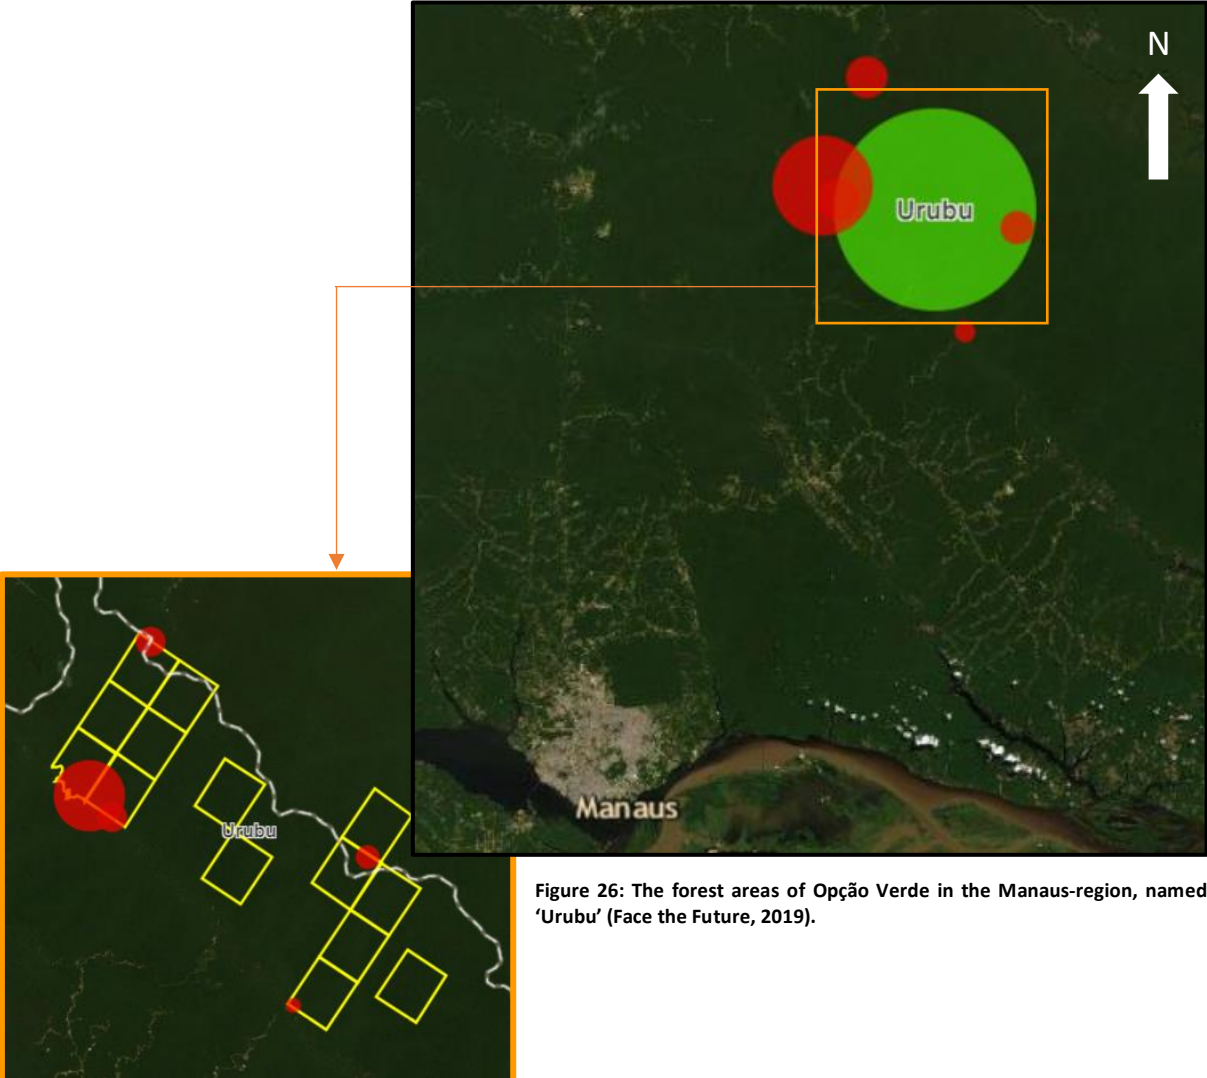 N
Urubu
Manaus
Urubu
Figure 26: The forest areas of Opção Verde in the Manaus-region, named
‘Urubu’ (Face the Future, 2019).